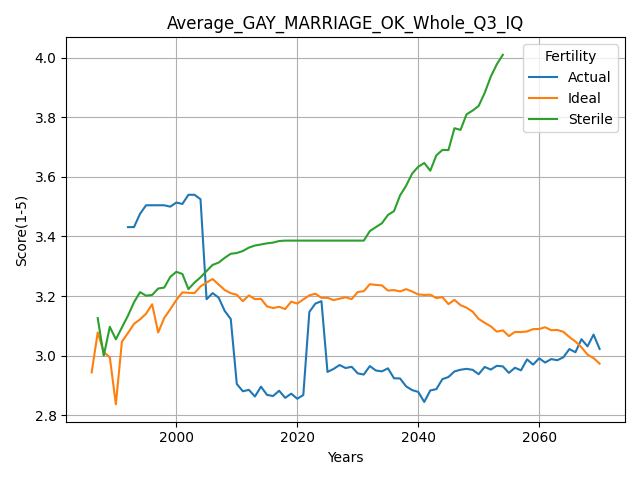 Average_GAY_MARRIAGE_OK_Whole_Q3_IQ
Fertility
Actual
Ideal
Sterile
Score(1-5)
4.0
3.8
3.6
3.4
3.2
3.0
2.8
2000 2020 2040 2060
Years